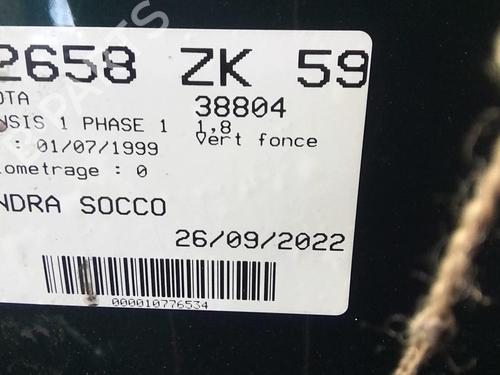 2658 ZK 59
OTA
38804
NSIS 1 PHASE 1
1,8
: 01/07/1999
Vert fonce
lometrage : 0
NDRA SOCCO
26/09/2022
000010776534